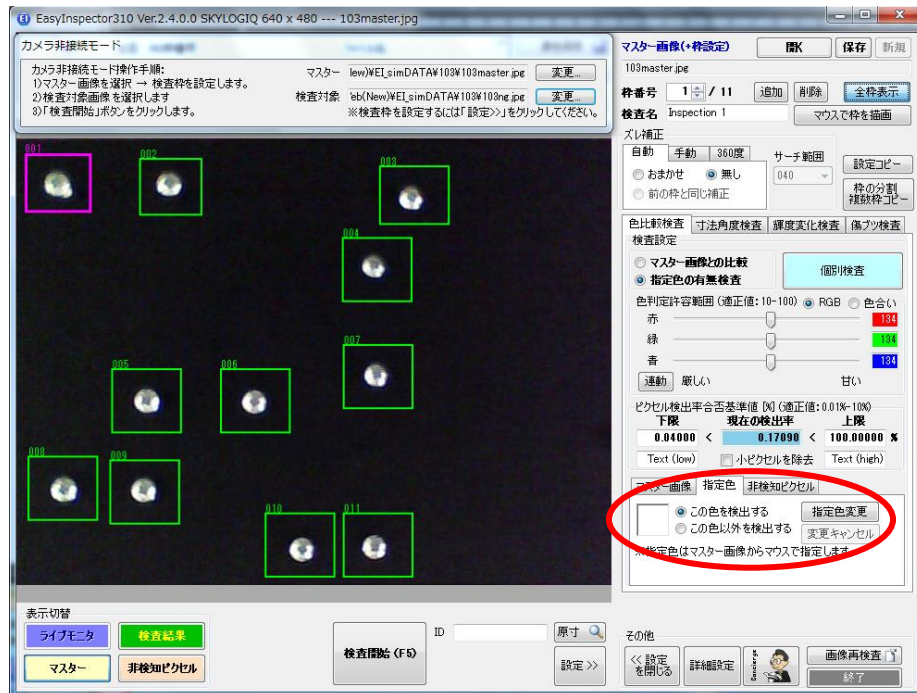 EasyInspector310 Ver.2.4.0.0 SKYLOGIQ 640 x 480 --- 103master.jpg
カメラ非接続モード
カメラ非接続モード操作手順:
1)マスター画像を選択 → 検査枠を設定します。
2)検査対象画像を選択します
3)「検査開始」ボタンをクリックします。
マスター lew)¥EI_simDATA¥103¥103master.jpg 変更...
検査対象 'eb(New)¥EI_simDATA¥103¥103ng.jpg 変更...
※検査枠を設定するには「設定>>」をクリックしてください。
001
002
003
004
005
006
007
008
009
010
011
マスター画像(+枠設定) 開K 保存 新規
103master.jpg
枠番号 1 / 11 追加 削除 全枠表示
検査名 Inspection 1 マウスで枠を描画
ズレ補正
自動 手動 360度 サーチ範囲 設定コピー
おまかせ 無し 040
前の枠と同じ補正 枠の分割
複数枠コピー
色比較検査 寸法角度検査 輝度変化検査 傷ブツ検査
検査設定
マスター画像との比較
指定色の有無検査
個別検査
色判定許容範囲(適正値:10-100) RGB 色合い
赤 134
緑 134
青 134
連動 厳しい 甘い
ピクセル検出率合否基準値 [%](適正値:0.01%-10%)
下限 現在の検出率 上限
0.04000 < 0.17090 < 100.00000 %
Text (low) 小ピクセルを除去 Text (high)
マスター画像 指定色 非検知ピクセル
この色を検出する 指定色変更
この色以外を検出する 変更キャンセル
※指定色はマスター画像からマウスで指定します
表示切替
ライブモニタ 検査結果
マスター 非検知ピクセル
検査開始(F5)
ID
原寸
設定 >>
その他
<< 設定
を閉じる
詳細設定
Concierge
画像再検査
終了